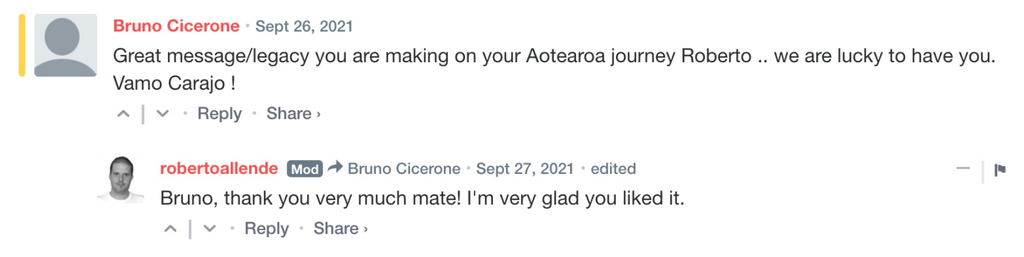 Bruno Cicerone • Sept 26, 2021
Great message/legacy you are making on your Aotearoa journey Roberto .. we are lucky to have you.
Vamo Carajo !
Reply • Share ›
robertoallende Mod Bruno Cicerone • Sept 27, 2021 • edited
Bruno, thank you very much mate! I'm very glad you liked it.
Reply • Share ›